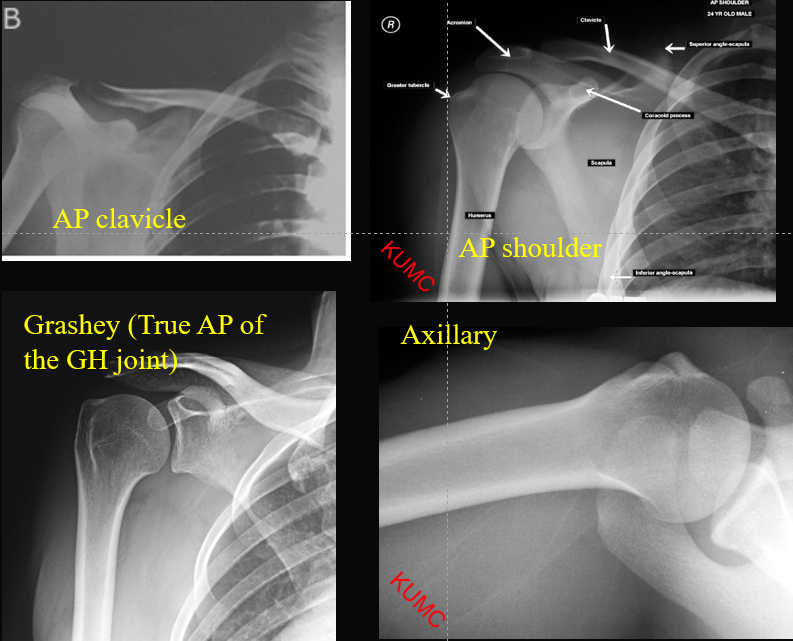 B
AP clavicle
R
AP SHOULDER
24 YR OLD MALE
Acromion
Clavicle
Superior angle-scapula
Greater tubercle
Coracoid process
Scapula
Humerus
AP shoulder
KUMC
Inferior angle-scapula
Grashey (True AP of
the GH joint)
Axillary
KUMC